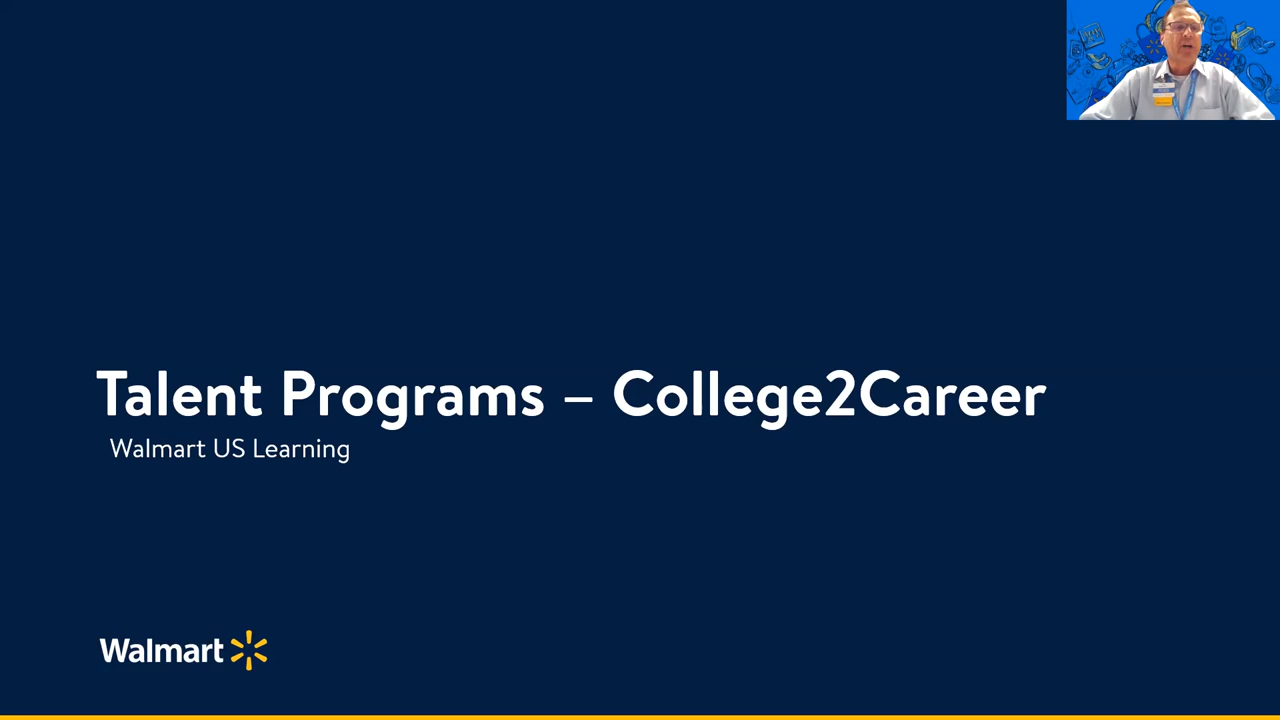 Talent Programs – College2Career
Walmart US Learning
Walmart